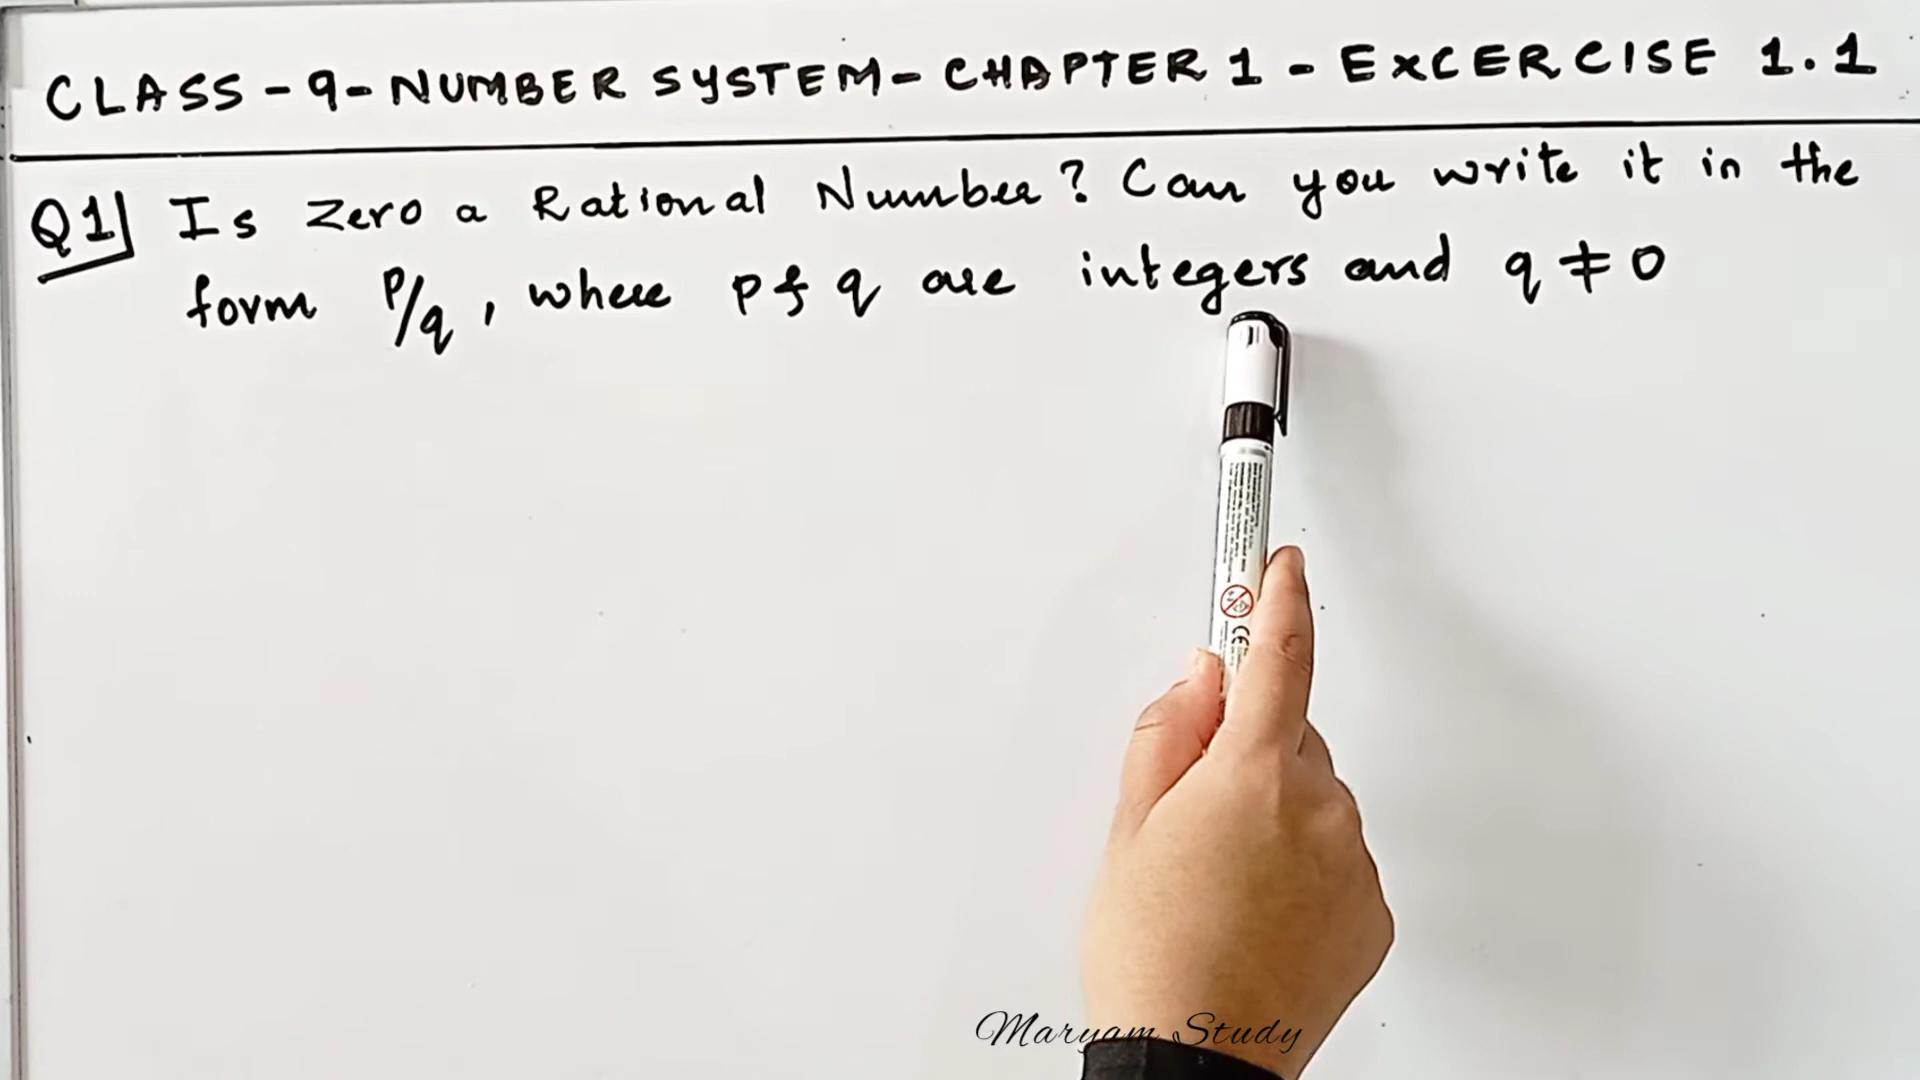 CLASS-9-NUMBER SYSTEM-CHAPTER 1-EXCERCISE 1.1
Q1] Is Zero a Rational Number? Can you write it in the
form P/q, where p & q are integers and q ≠ 0
CE
Maryam Study